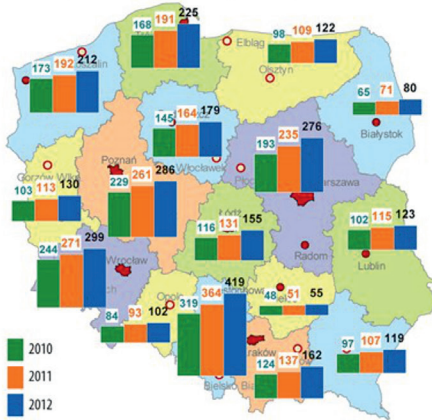 168 191 225
Elbląg
98 109 122
173 192 212
Olsztyn
65 71 80
Białystok
145 164 179
193 235 276
Poznań
229 261 286
103 113 130
116 131 155
Radom
102 115 123
Lublin
244 271 299
Wrocław
84 93 102
319 364 419
48 51 55
124 137 162
97 107 119
2010
2011
2012